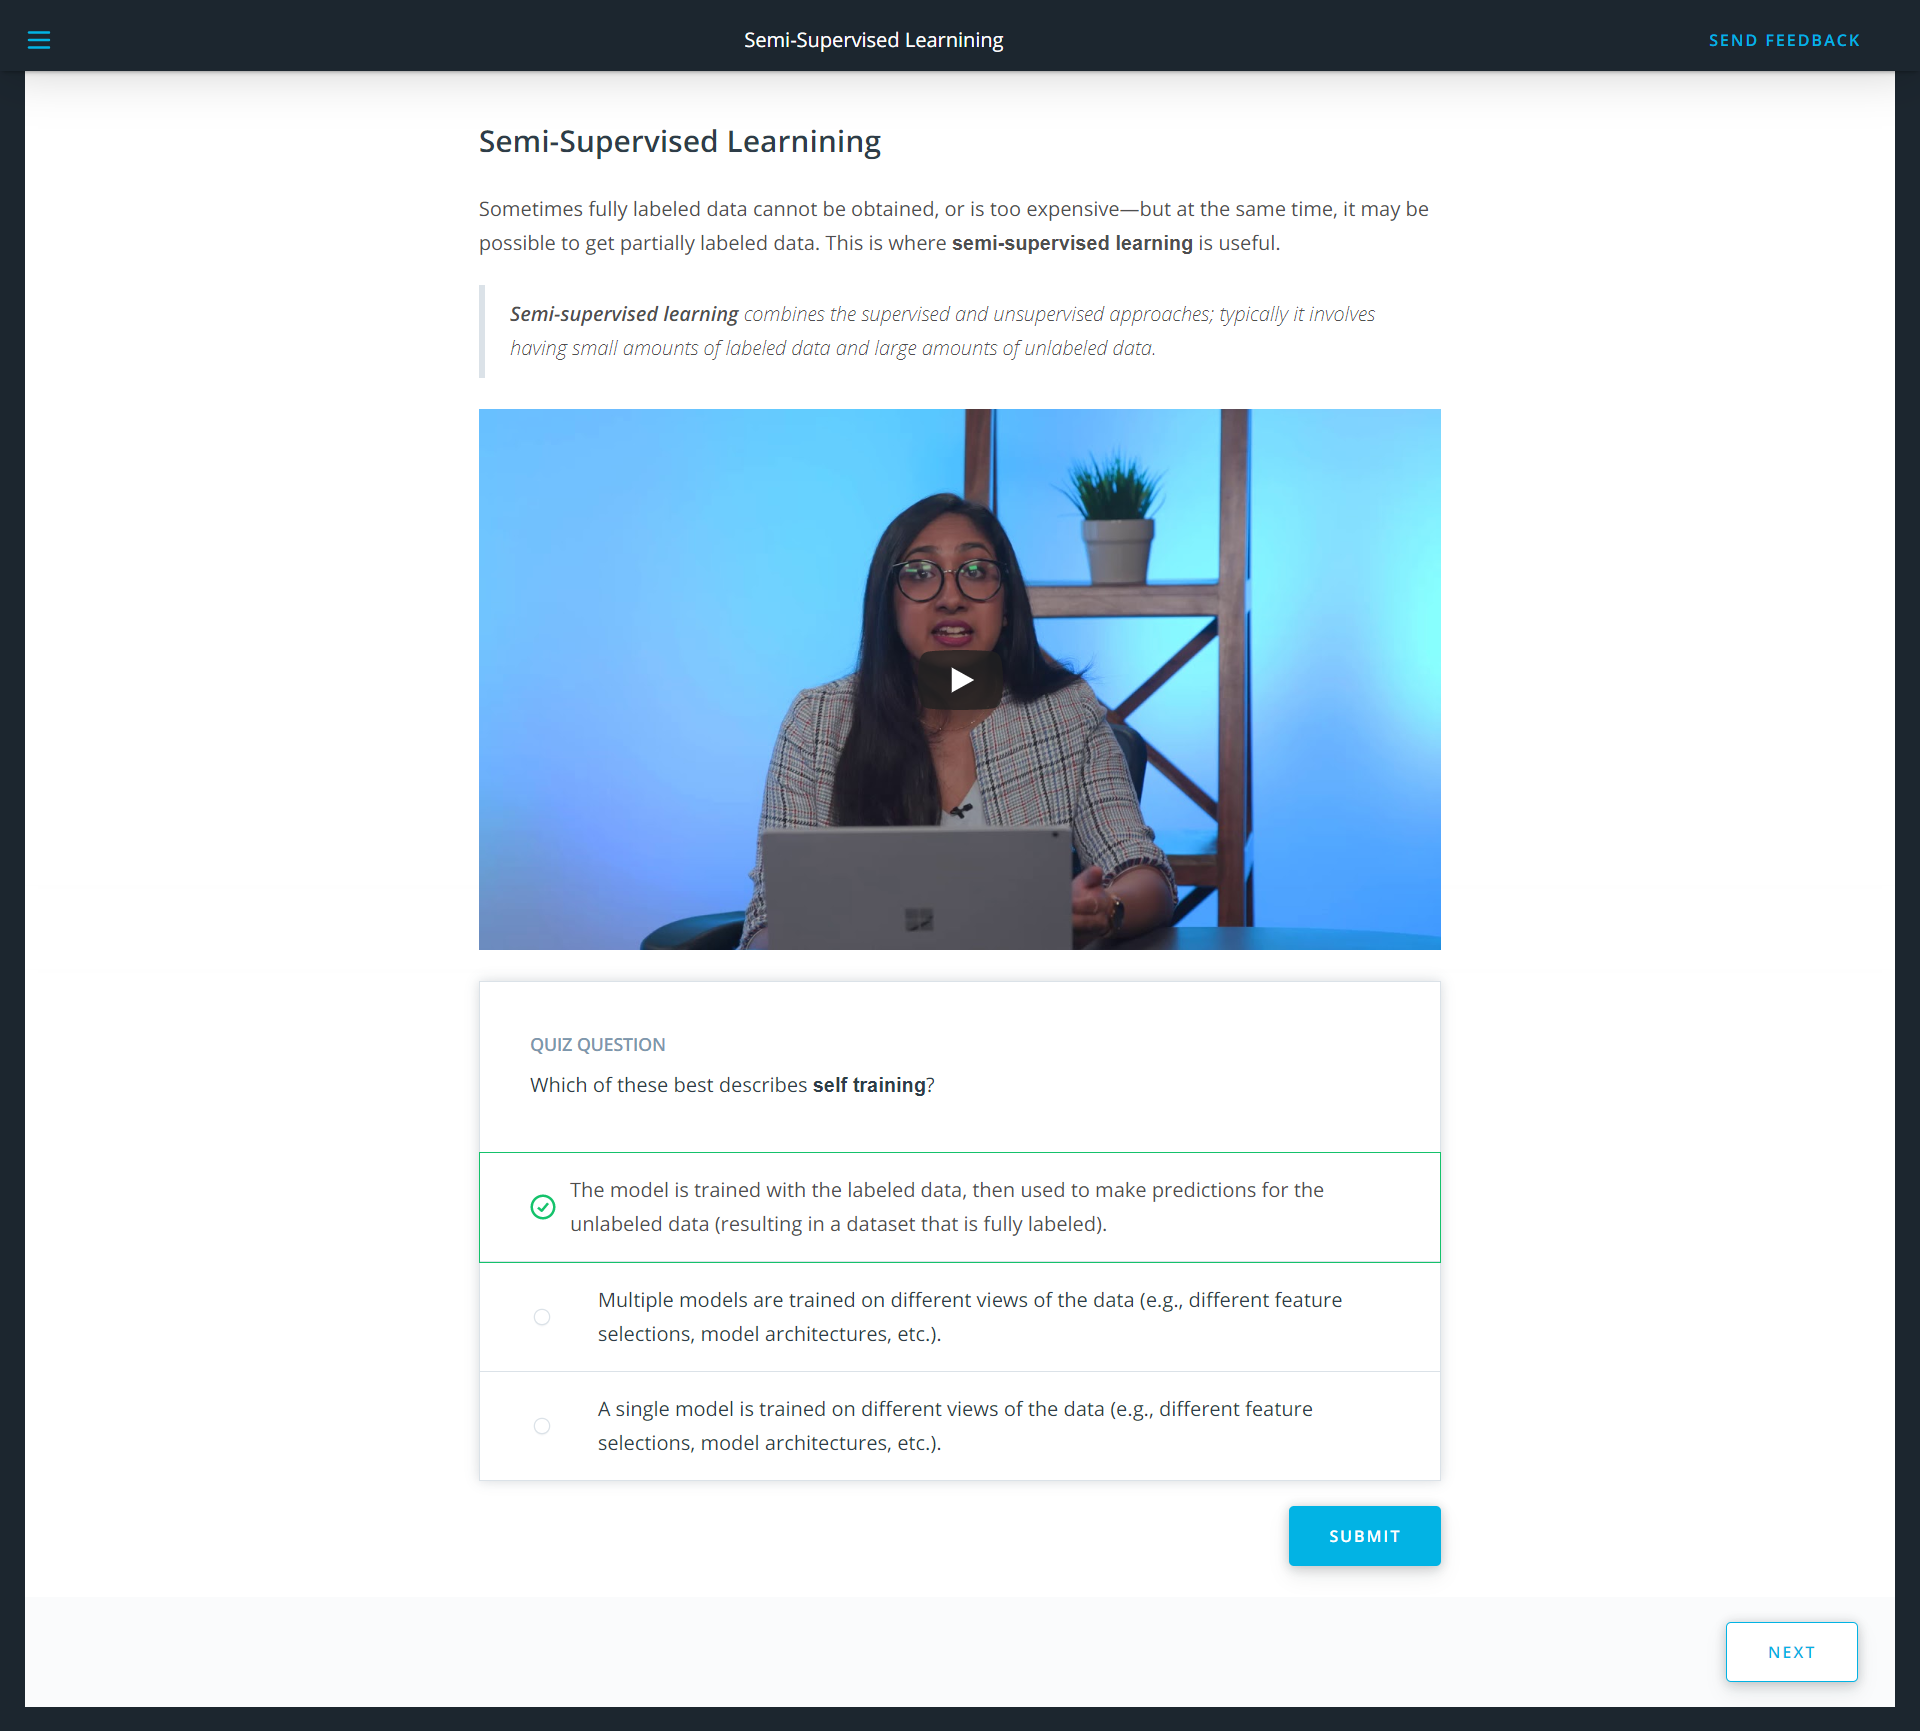 Semi-Supervised Learnining
SEND FEEDBACK
Semi-Supervised Learnining
Sometimes fully labeled data cannot be obtained, or is too expensive—but at the same time, it may be
possible to get partially labeled data. This is where semi-supervised learning is useful.
Semi-supervised learning combines the supervised and unsupervised approaches; typically it involves
having small amounts of labeled data and large amounts of unlabeled data.
QUIZ QUESTION
Which of these best describes self training?
The model is trained with the labeled data, then used to make predictions for the
unlabeled data (resulting in a dataset that is fully labeled).
Multiple models are trained on different views of the data (e.g., different feature
selections, model architectures, etc.).
A single model is trained on different views of the data (e.g., different feature
selections, model architectures, etc.).
SUBMIT
NEXT